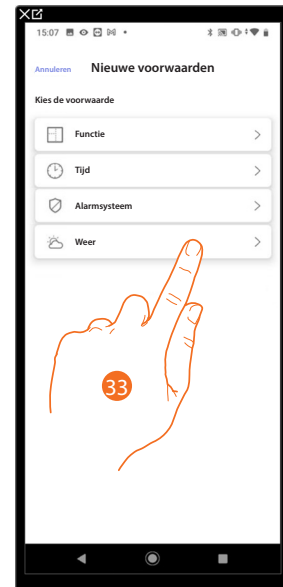 15:07
Annuleren Nieuwe voorwaarden
Kies de voorwaarde
Functie
Tijd
Alarmsysteem
Weer
33